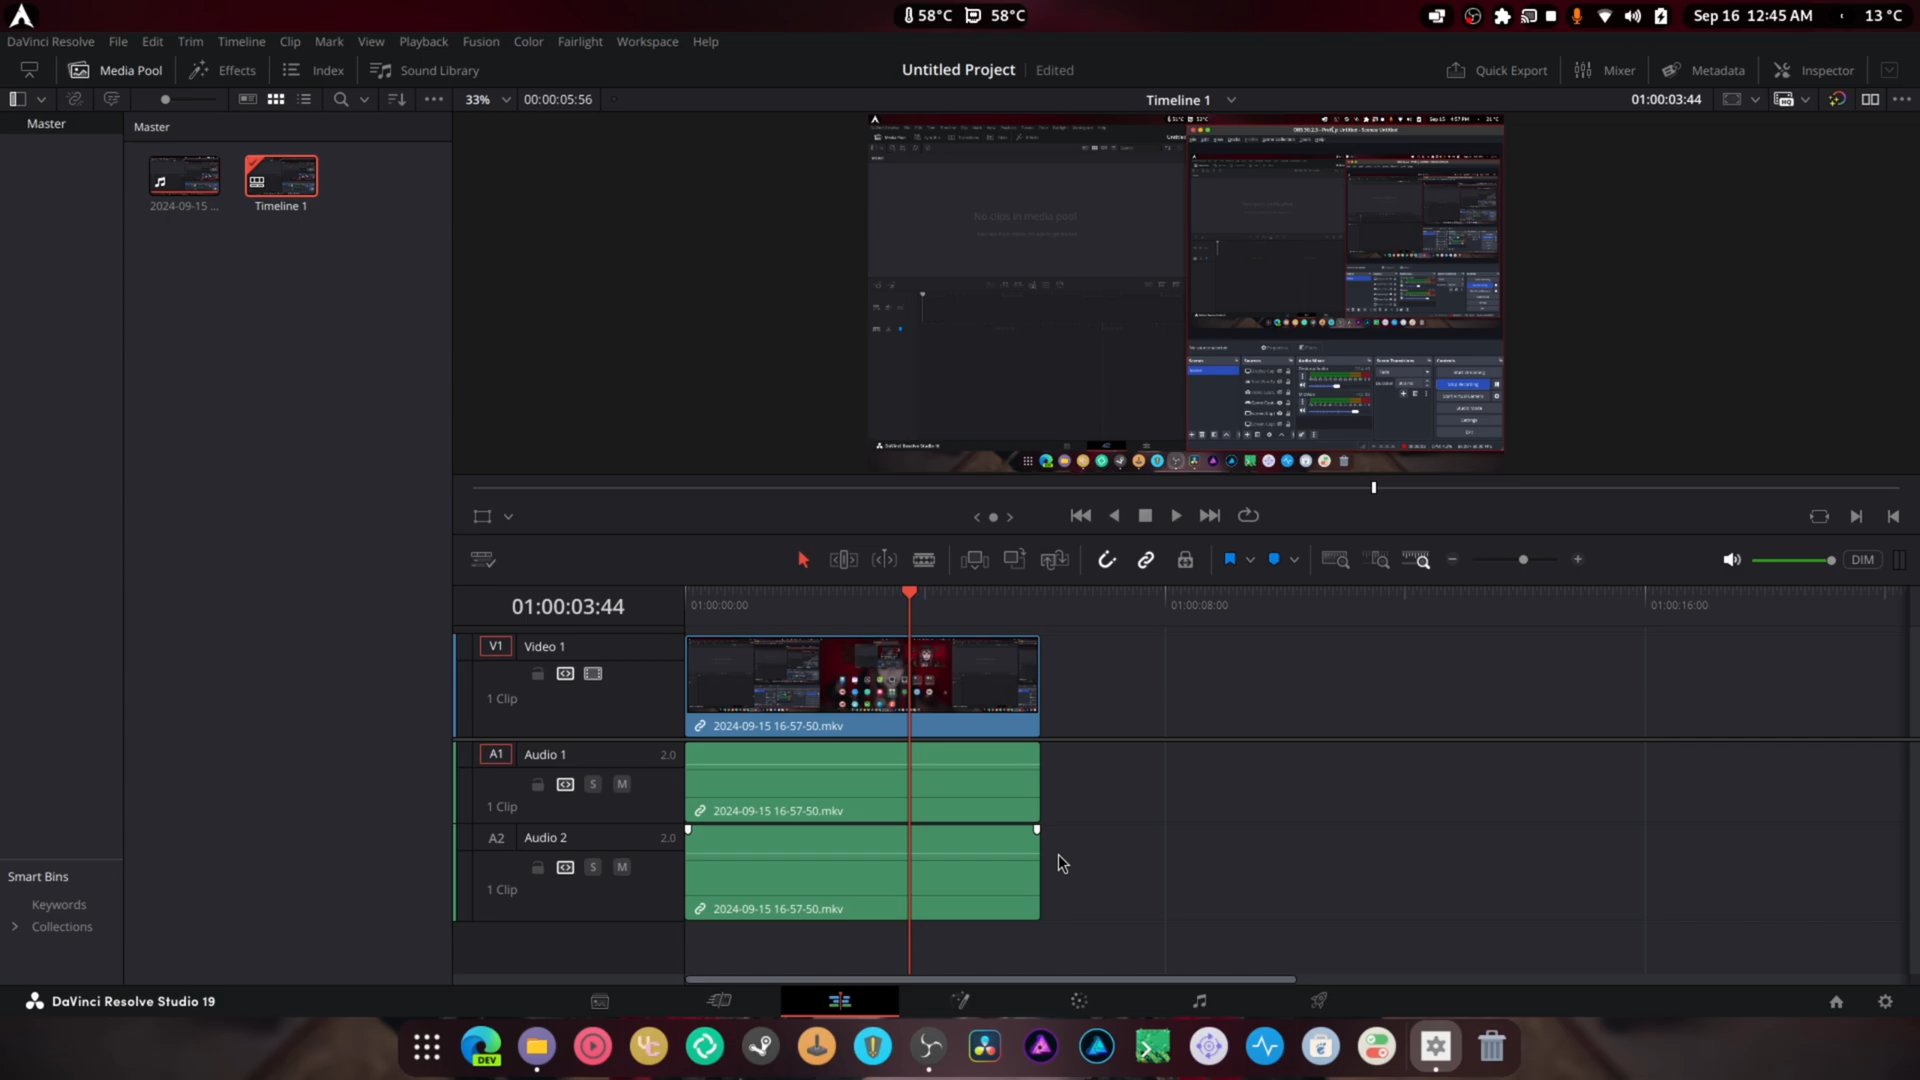 58°C 58°C Sep 16 12:45 AM 13 °C
DaVinci Resolve File Edit Trim Timeline Clip Mark View Playback Fusion Color Fairlight Workspace Help
Media Pool Effects Index Sound Library Untitled Project Edited Quick Export Mixer Metadata Inspector
33% 00:00:05:56 Timeline 1 01:00:03:44
Master Master
2024-09-15 ... Timeline 1
No clips in media pool
DIM
01:00:03:44 01:00:00:00 01:00:08:00 01:00:16:00
V1 Video 1
1 Clip
2024-09-15 16-57-50.mkv
A1 Audio 1 2.0
S M
1 Clip 2024-09-15 16-57-50.mkv
A2 Audio 2 2.0
S M
Smart Bins
1 Clip
Keywords
2024-09-15 16-57-50.mkv
Collections
DaVinci Resolve Studio 19
DEV